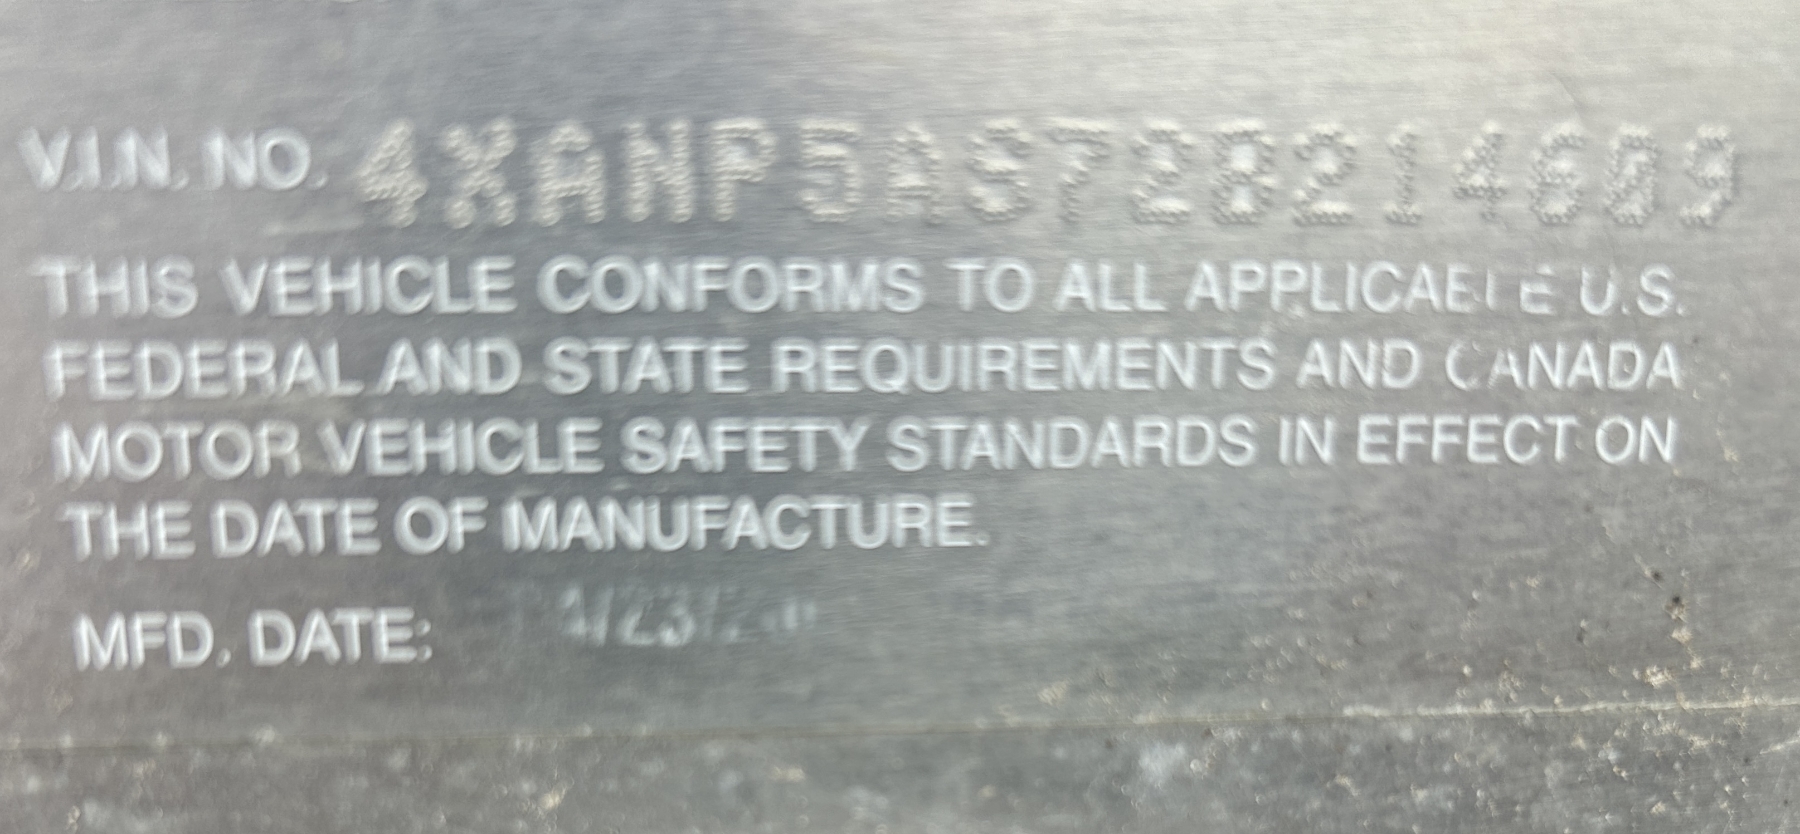 V.I.N. NO. 4XANP5AS72B214609
THIS VEHICLE CONFORMS TO ALL APPLICABLE U.S.
FEDERAL AND STATE REQUIREMENTS AND CANADA
MOTOR VEHICLE SAFETY STANDARDS IN EFFECT ON
THE DATE OF MANUFACTURE.
MFD. DATE: